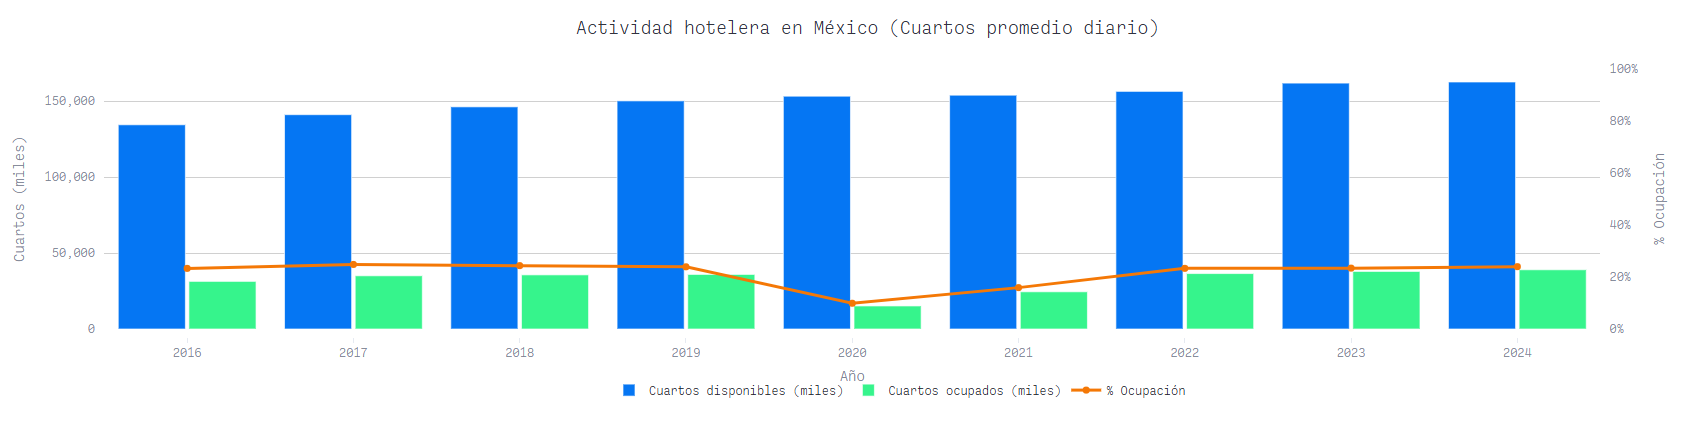 Actividad hotelera en México (Cuartos promedio diario)
Cuartos (miles)
150,000
100,000
50,000
0
100%
80%
60%
40%
20%
0%
% Ocupación
2016 2017 2018 2019 2020 2021 2022 2023 2024
Año
Cuartos disponibles (miles) Cuartos ocupados (miles) % Ocupación